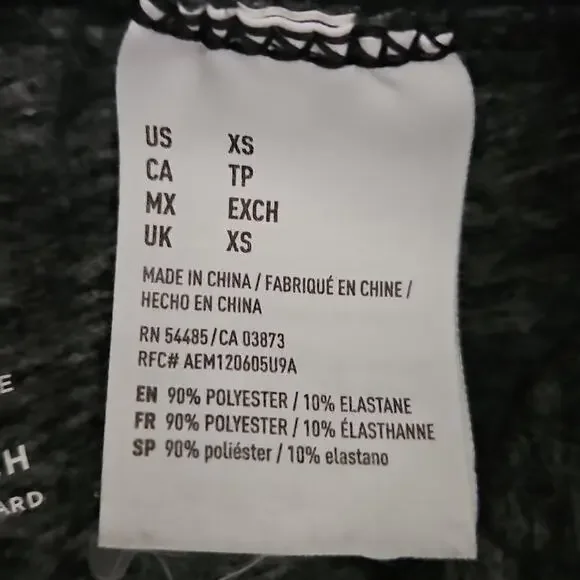 US XS
CA TP
MX EXCH
UK XS
MADE IN CHINA / FABRIQUÉ EN CHINE /
HECHO EN CHINA
RN 54485/CA 03873
RFC# AEM120605U9A
EN 90% POLYESTER / 10% ELASTANE
FR 90% POLYESTER / 10% ÉLASTHANNE
SP 90% poliéster / 10% elastano